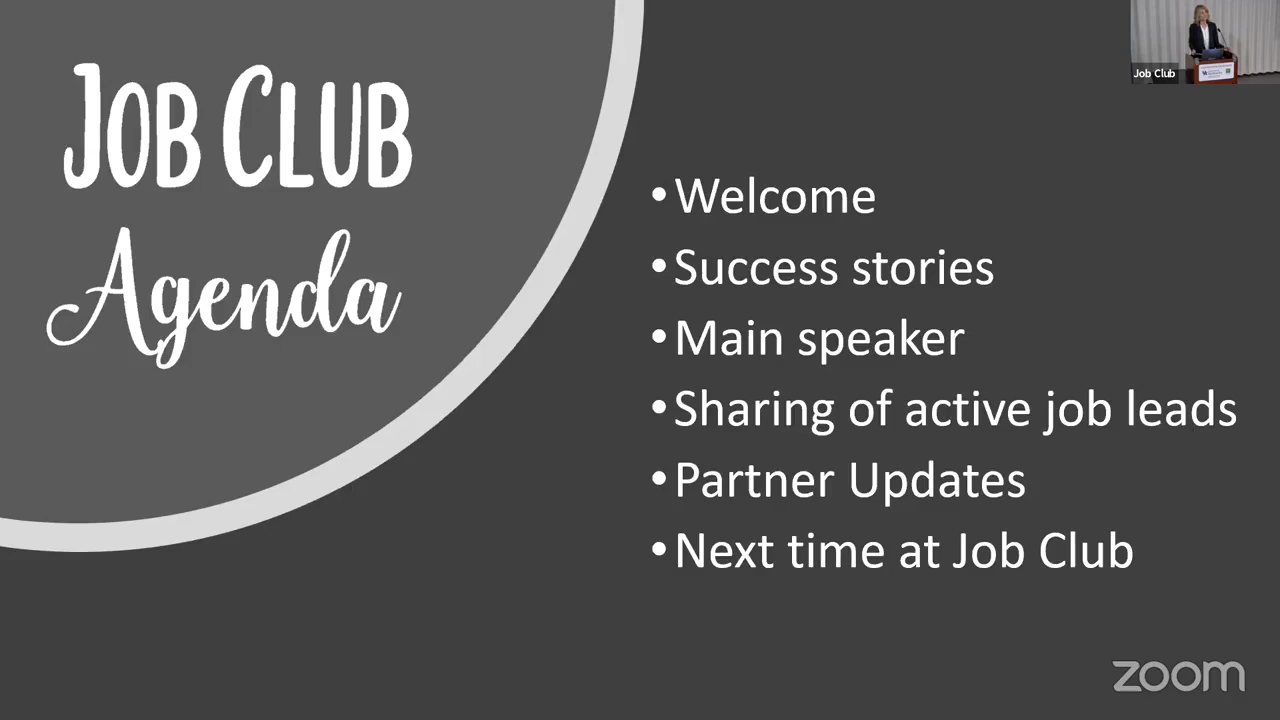 Job Club
Agenda
• Welcome
• Success stories
• Main speaker
• Sharing of active job leads
• Partner Updates
• Next time at Job Club
Job Club
zoom